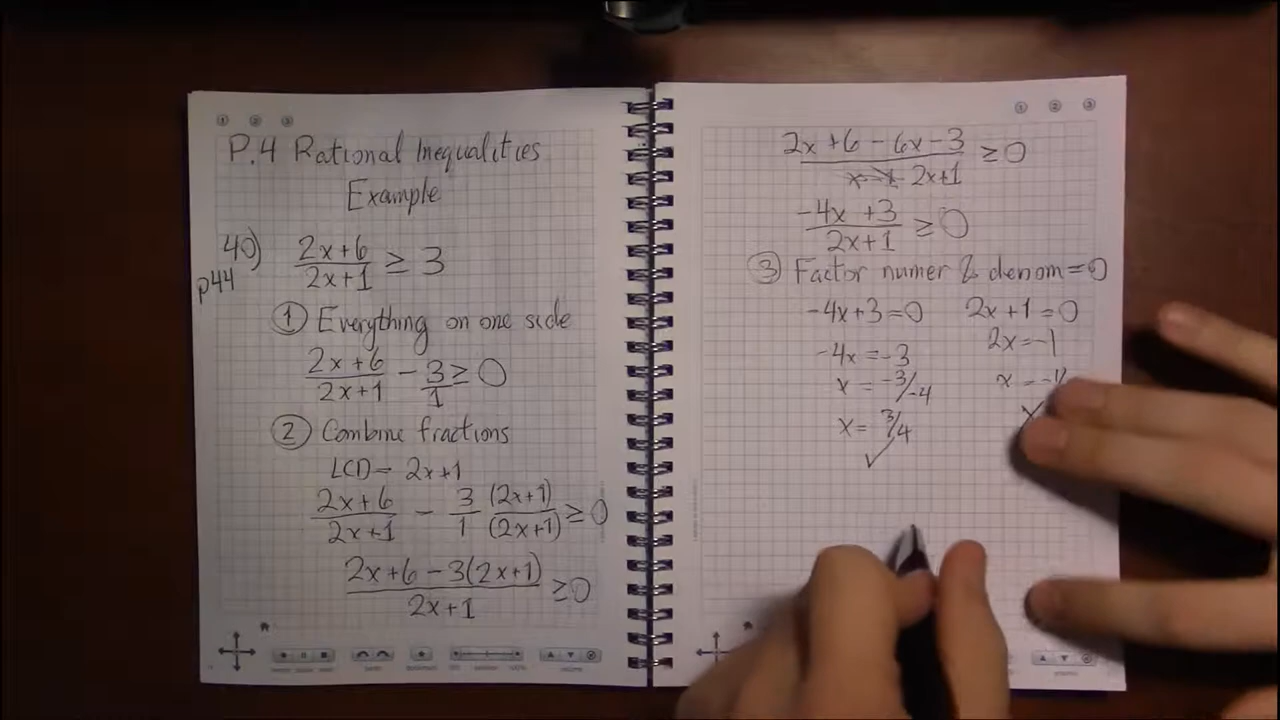 P.4 Rational Inequalities
Example
40) (2x+6)/(2x+1) ≥ 3
p44
① Everything on one side
(2x+6)/(2x+1) - 3/1 ≥ 0
② Combine fractions
LCD = 2x+1
(2x+6)/(2x+1) - 3/1 (2x+1)/(2x+1) ≥ 0
(2x+6-3(2x+1))/(2x+1) ≥ 0
(2x+6-6x-3)/(2x+1) ≥ 0
(-4x+3)/(2x+1) ≥ 0
③ Factor numer & denom = 0
-4x+3=0 2x+1=0
-4x=-3 2x=-1
x = -3/-4 x = -1/
x = 3/4